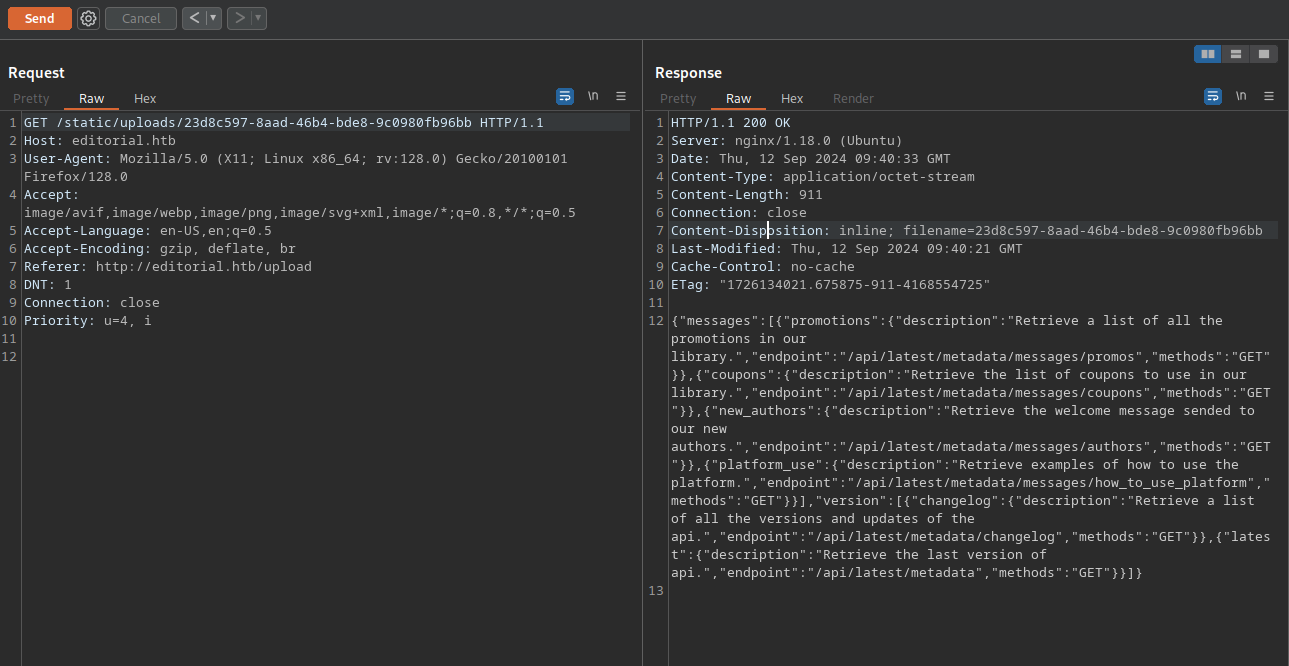 Send Cancel < >
Request
Pretty Raw Hex \n
1 GET /static/uploads/23d8c597-8aad-46b4-bde8-9c0980fb96bb HTTP/1.1
2 Host: editorial.htb
3 User-Agent: Mozilla/5.0 (X11; Linux x86_64; rv:128.0) Gecko/20100101
Firefox/128.0
4 Accept:
image/avif,image/webp,image/png,image/svg+xml,image/*;q=0.8,*/*;q=0.5
5 Accept-Language: en-US,en;q=0.5
6 Accept-Encoding: gzip, deflate, br
7 Referer: http://editorial.htb/upload
8 DNT: 1
9 Connection: close
10 Priority: u=4, i
11
12
Response
Pretty Raw Hex Render \n
1 HTTP/1.1 200 OK
2 Server: nginx/1.18.0 (Ubuntu)
3 Date: Thu, 12 Sep 2024 09:40:33 GMT
4 Content-Type: application/octet-stream
5 Content-Length: 911
6 Connection: close
7 Content-Disposition: inline; filename=23d8c597-8aad-46b4-bde8-9c0980fb96bb
8 Last-Modified: Thu, 12 Sep 2024 09:40:21 GMT
9 Cache-Control: no-cache
10 ETag: "1726134021.675875-911-4168554725"
11
12 {"messages":[{"promotions":{"description":"Retrieve a list of all the
promotions in our
library.","endpoint":"/api/latest/metadata/messages/promos","methods":"GET"
}},{"coupons":{"description":"Retrieve the list of coupons to use in our
library.","endpoint":"/api/latest/metadata/messages/coupons","methods":"GET
"}},{"new_authors":{"description":"Retrieve the welcome message sended to
our new
authors.","endpoint":"/api/latest/metadata/messages/authors","methods":"GET
"}},{"platform_use":{"description":"Retrieve examples of how to use the
platform.","endpoint":"/api/latest/metadata/messages/how_to_use_platform","
methods":"GET"}}],"version":[{"changelog":{"description":"Retrieve a list
of all the versions and updates of the
api.","endpoint":"/api/latest/metadata/changelog","methods":"GET"}},{"lates
t":{"description":"Retrieve the last version of
api.","endpoint":"/api/latest/metadata","methods":"GET"}}]}
13